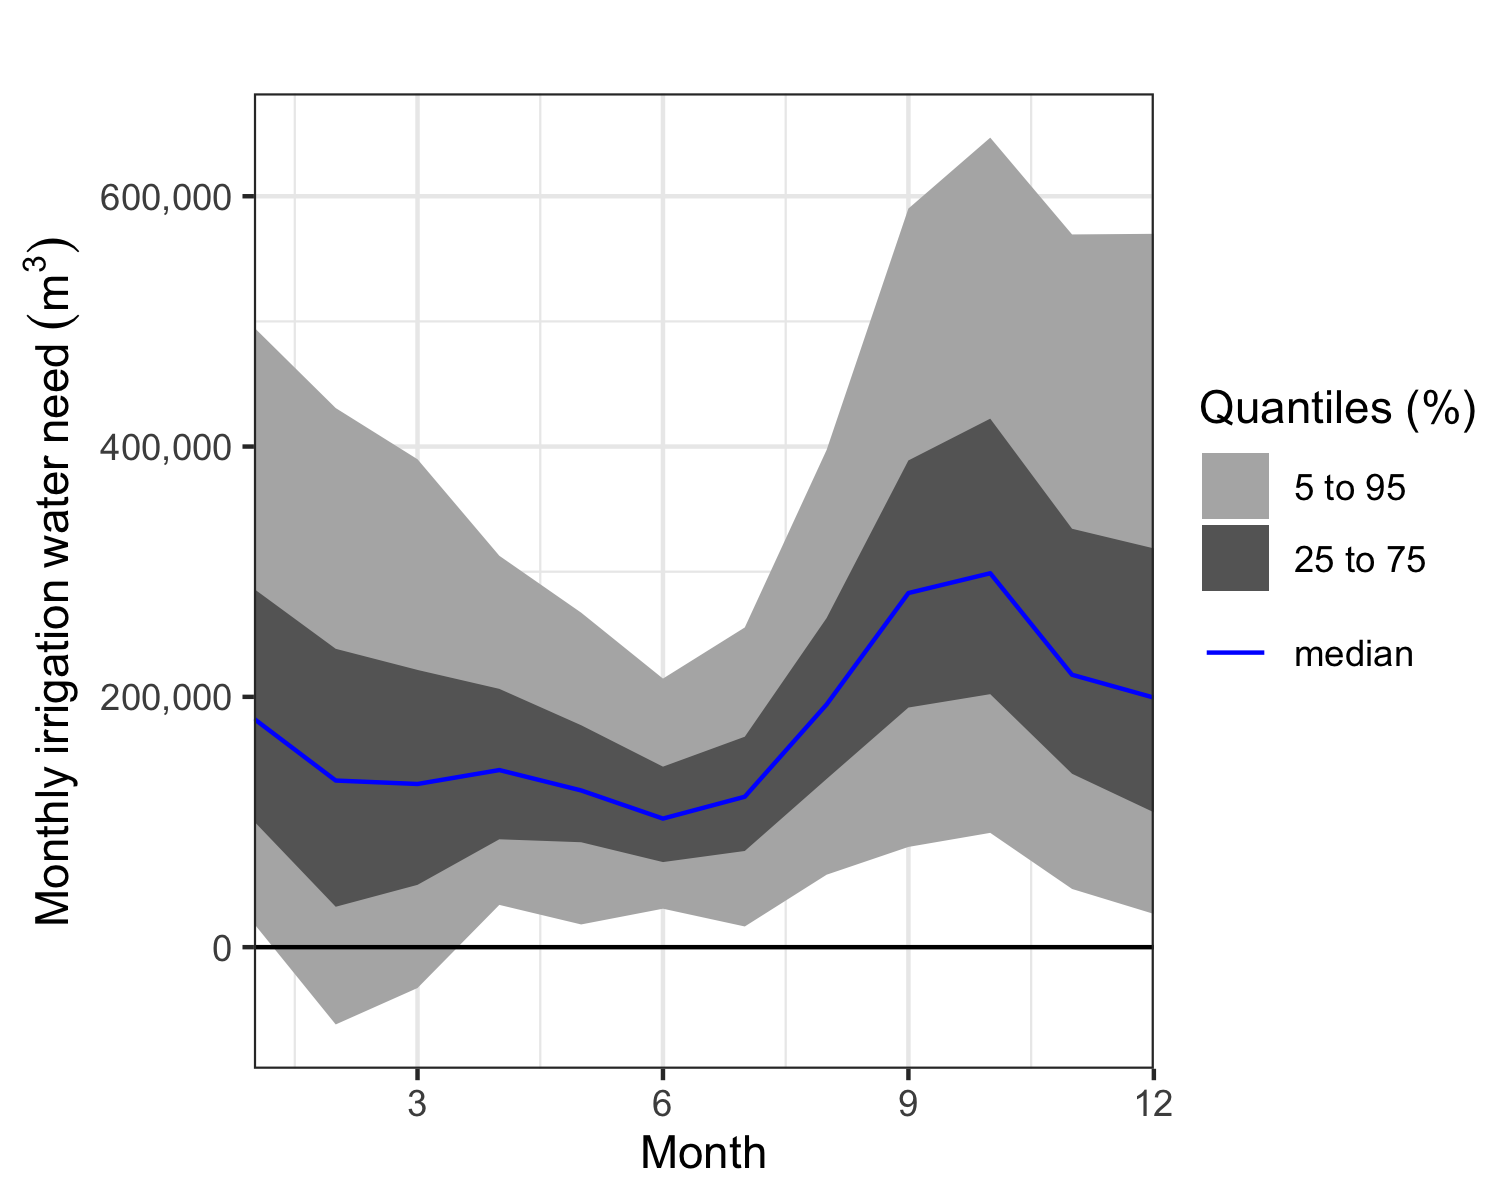 Monthly irrigation water need (m³)
600,000
400,000
200,000
0
3 6 9 12
Month
Quantiles (%)
5 to 95
25 to 75
median